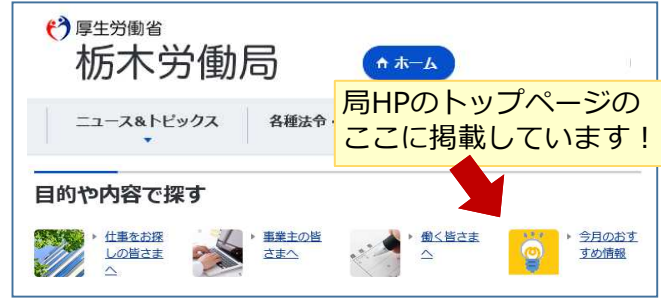 厚生労働省
栃木労働局
ホーム
局HPのトップページの
ここに掲載しています！
ニュース&トピックス
各種法令・
目的や内容で探す
仕事をお探
しの皆さま
へ
事業主の皆
さまへ
働く皆さま
へ
今月のおす
すめ情報